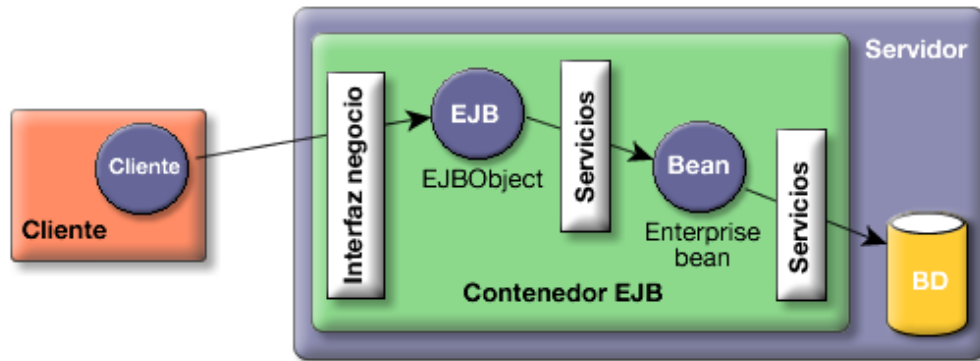 Servidor
Cliente
Cliente
Interfaz negocio
EJB
EJBObject
Servicios
Bean
Enterprise
bean
Servicios
Contenedor EJB
BD